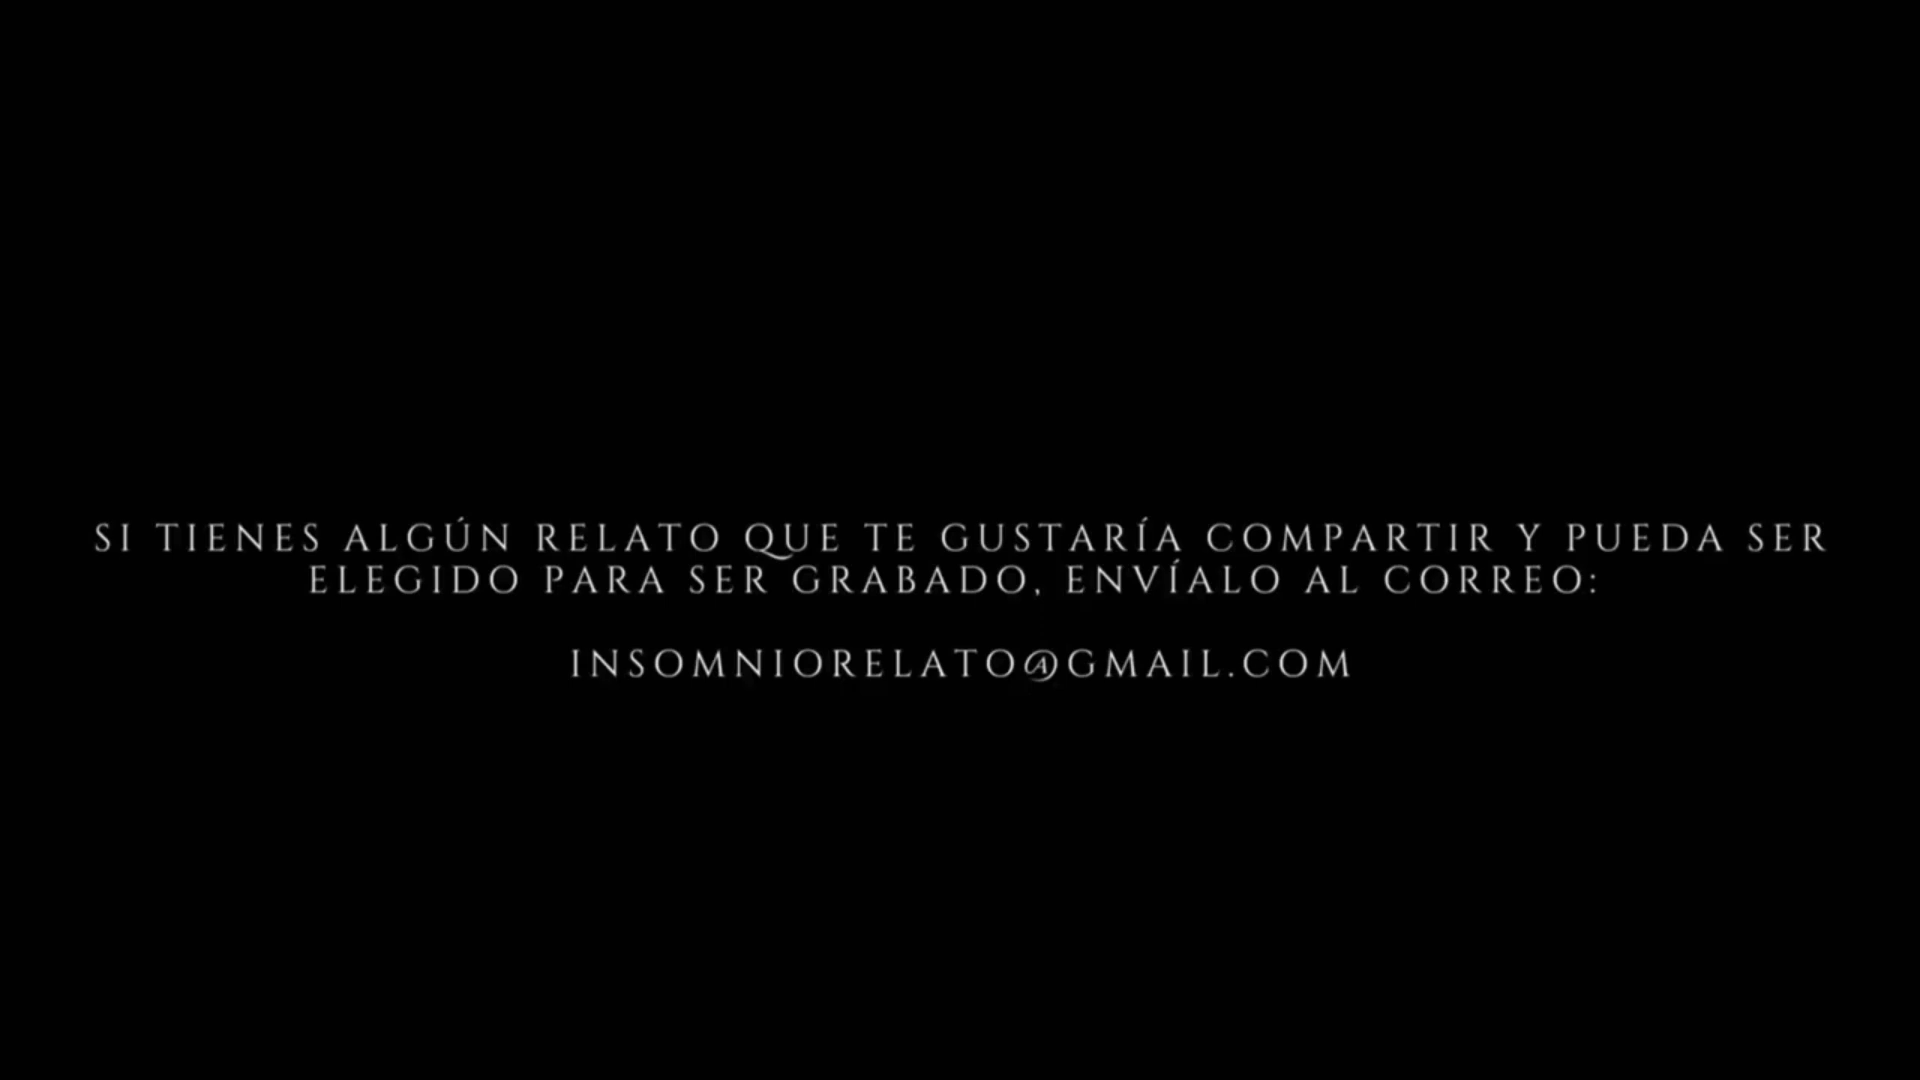 SI TIENES ALGÚN RELATO QUE TE GUSTARÍA COMPARTIR Y PUEDA SER
ELEGIDO PARA SER GRABADO, ENVÍALO AL CORREO:
INSOMNIORELATO@GMAIL.COM